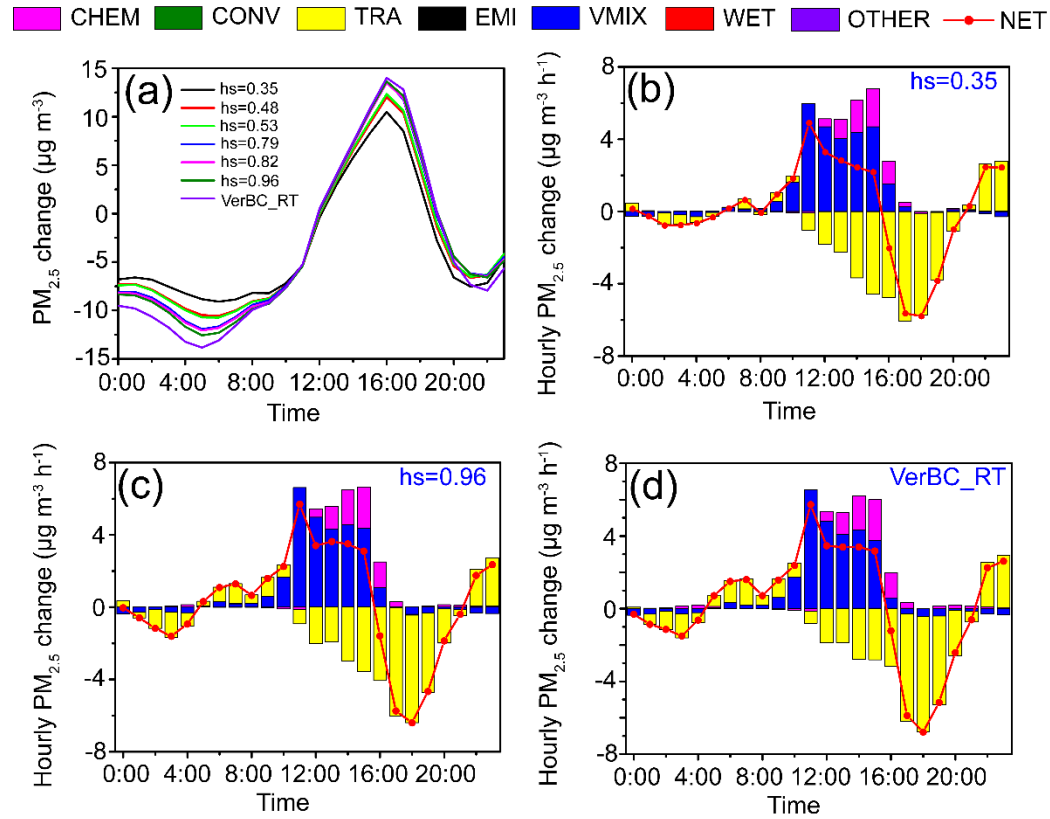 CHEM CONV TRA EMI VMIX WET OTHER NET
(a)
PM2.5 change (µg m−3)
15
10
5
0
-5
-10
-15
hs=0.35
hs=0.48
hs=0.53
hs=0.79
hs=0.82
hs=0.96
VerBC_RT
0:00 4:00 8:00 12:00 16:00 20:00
Time
(b)
hs=0.35
Hourly PM2.5 change (µg m−3 h−1)
8
4
0
-4
-8
0:00 4:00 8:00 12:00 16:00 20:00
Time
(c)
hs=0.96
Hourly PM2.5 change (µg m−3 h−1)
8
4
0
-4
-8
0:00 4:00 8:00 12:00 16:00 20:00
Time
(d)
VerBC_RT
Hourly PM2.5 change (µg m−3 h−1)
8
4
0
-4
-8
0:00 4:00 8:00 12:00 16:00 20:00
Time